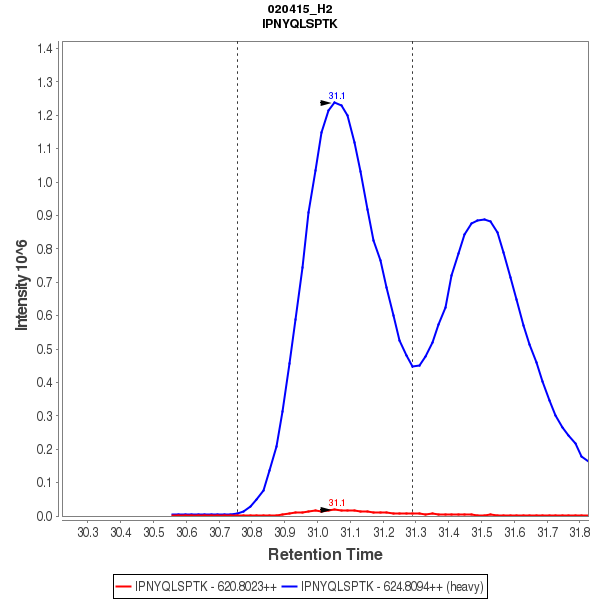 020415_H2
IPNYQLSPTK
Intensity 10^6
1.4
1.3
1.2
1.1
1.0
0.9
0.8
0.7
0.6
0.5
0.4
0.3
0.2
0.1
0.0
31.1
31.1
30.3 30.4 30.5 30.6 30.7 30.8 30.9 31.0 31.1 31.2 31.3 31.4 31.5 31.6 31.7 31.8
Retention Time
IPNYQLSPTK - 620.8023++ IPNYQLSPTK - 624.8094++ (heavy)